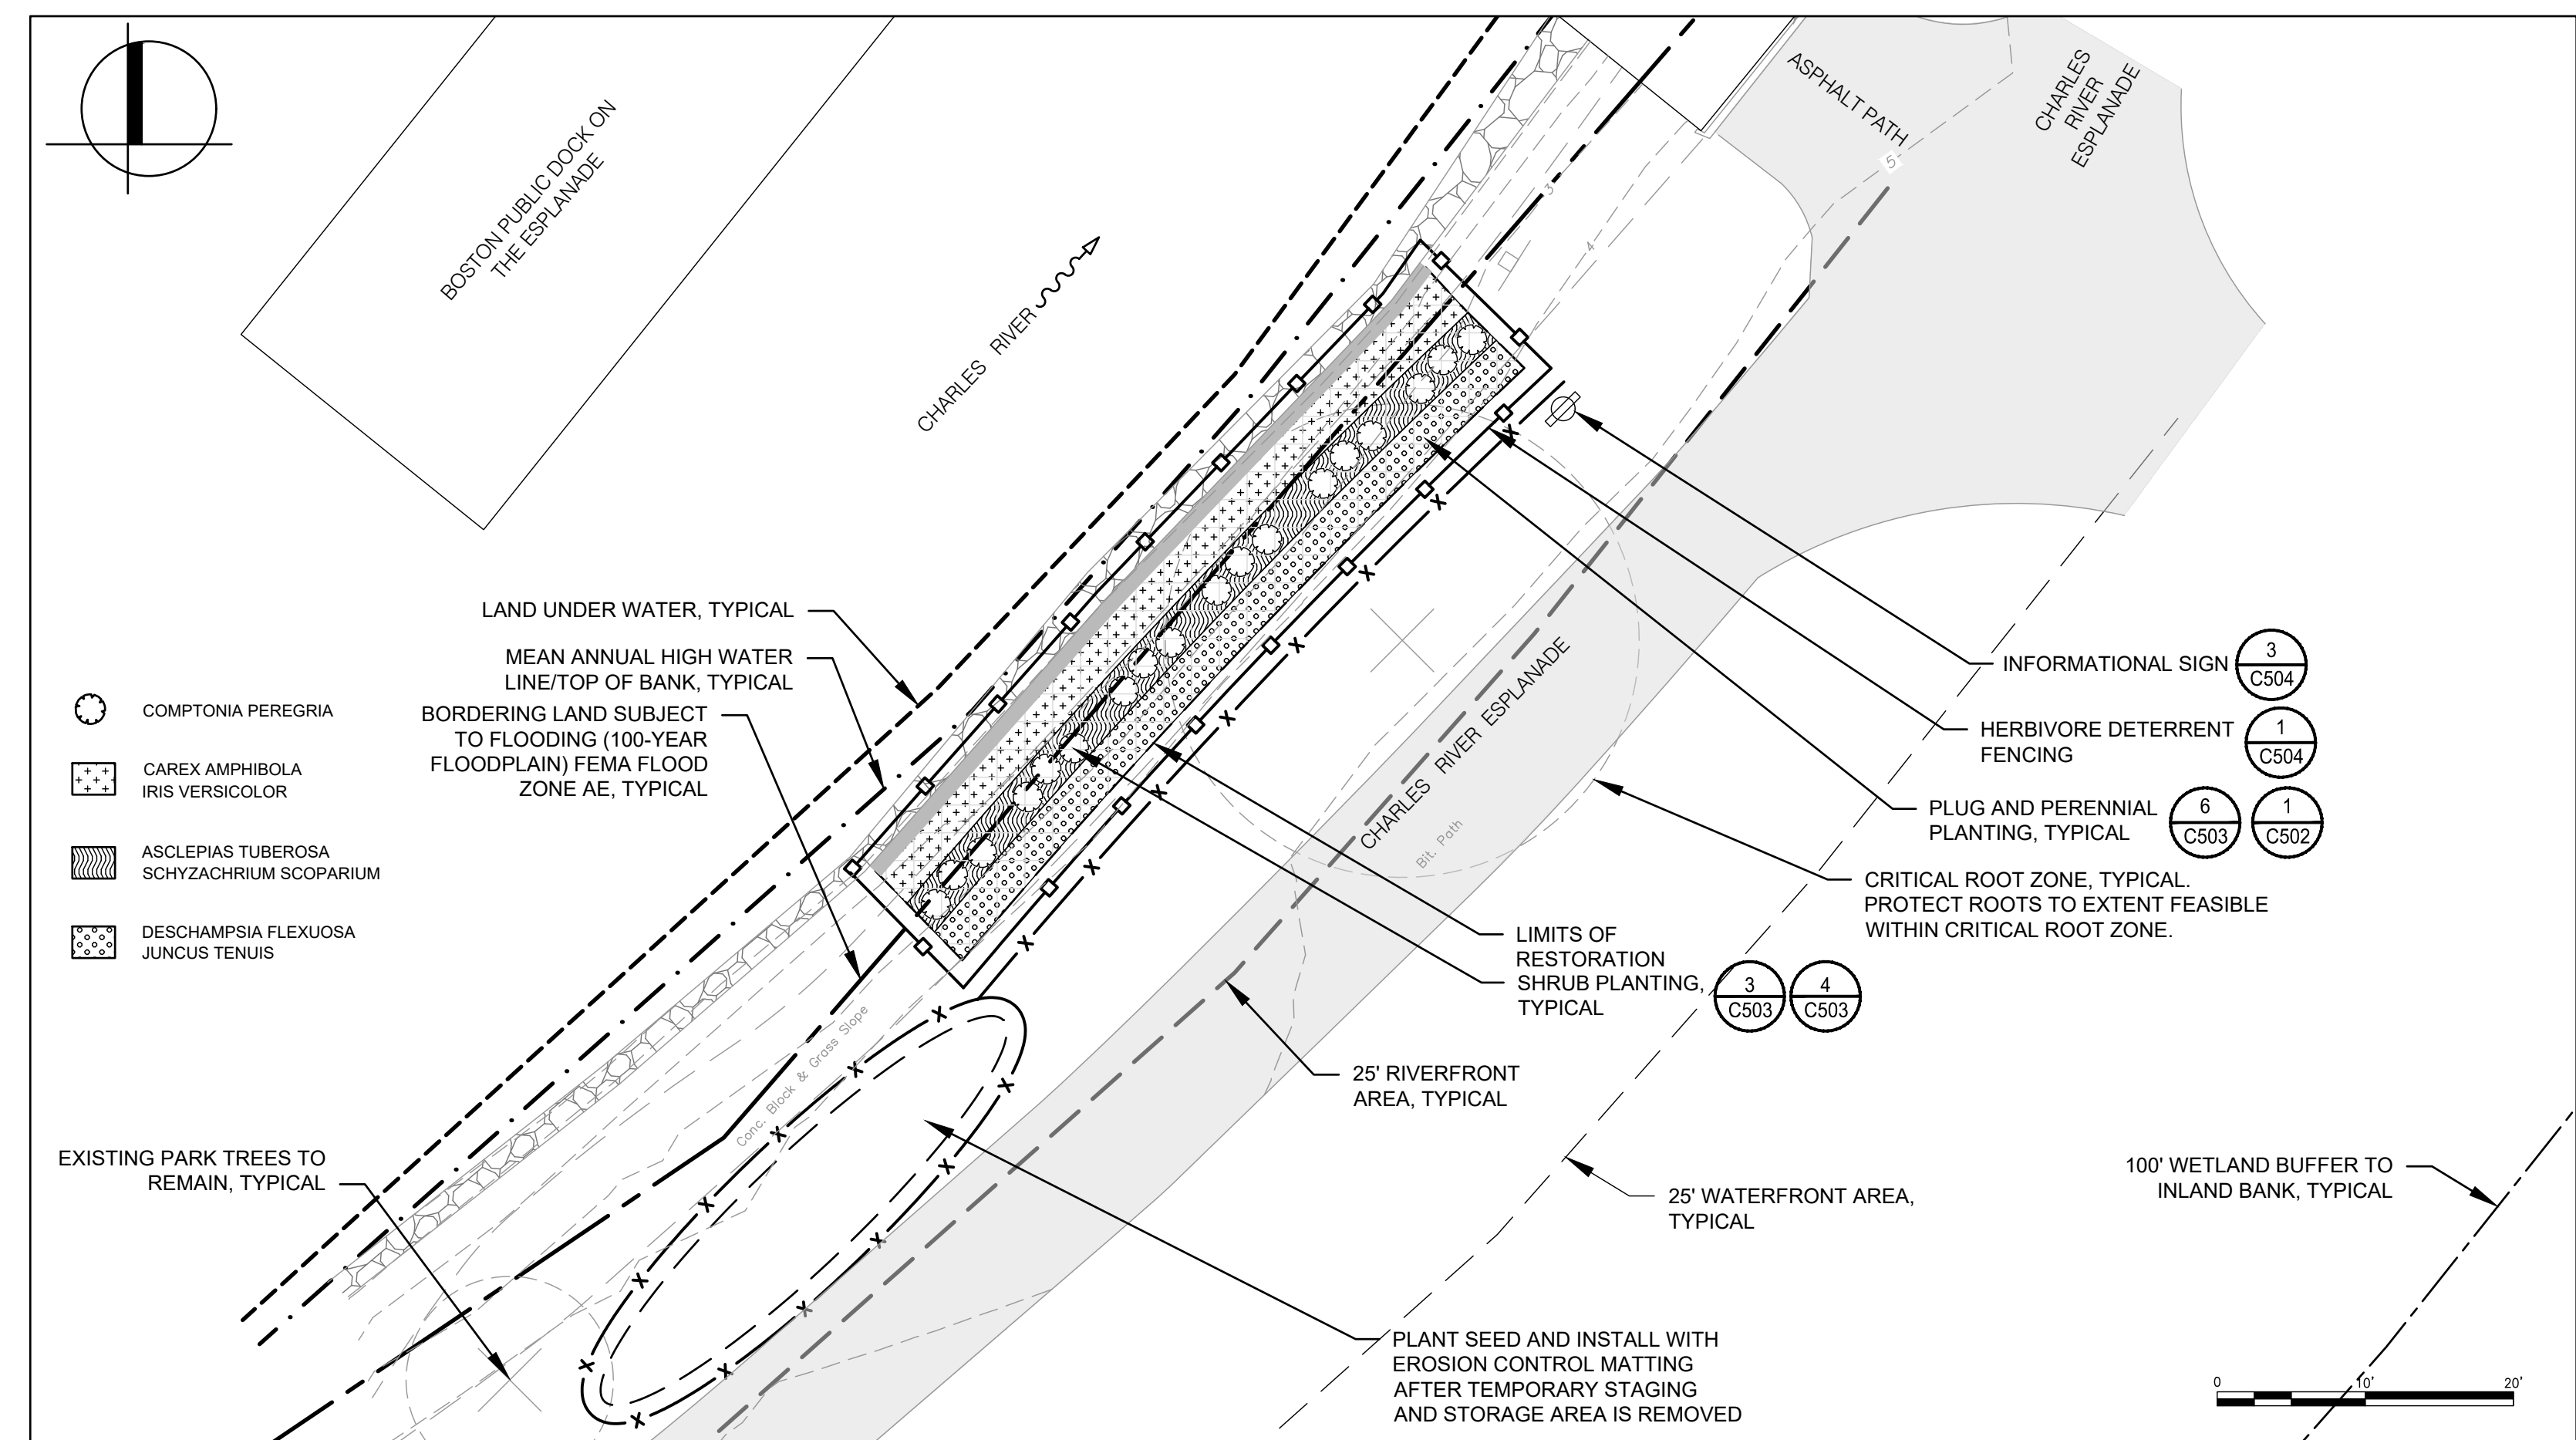 BOSTON PUBLIC DOCK ON
THE ESPLANADE
CHARLES RIVER
ASPHALT PATH
CHARLES
RIVER
ESPLANADE
5
3
4
LAND UNDER WATER, TYPICAL
MEAN ANNUAL HIGH WATER
LINE/TOP OF BANK, TYPICAL
BORDERING LAND SUBJECT
TO FLOODING (100-YEAR
FLOODPLAIN) FEMA FLOOD
ZONE AE, TYPICAL
COMPTONIA PEREGRIA
CAREX AMPHIBOLA
IRIS VERSICOLOR
ASCLEPIAS TUBEROSA
SCHYZACHRIUM SCOPARIUM
DESCHAMPSIA FLEXUOSA
JUNCUS TENUIS
INFORMATIONAL SIGN
3
C504
HERBIVORE DETERRENT
FENCING
1
C504
PLUG AND PERENNIAL
PLANTING, TYPICAL
6
C503
1
C502
CRITICAL ROOT ZONE, TYPICAL.
PROTECT ROOTS TO EXTENT FEASIBLE
WITHIN CRITICAL ROOT ZONE.
CHARLES RIVER ESPLANADE
Bit. Path
LIMITS OF
RESTORATION
SHRUB PLANTING,
TYPICAL
3
C503
4
C503
Conc. Block & Grass Slope
25' RIVERFRONT
AREA, TYPICAL
EXISTING PARK TREES TO
REMAIN, TYPICAL
25' WATERFRONT AREA,
TYPICAL
100' WETLAND BUFFER TO
INLAND BANK, TYPICAL
PLANT SEED AND INSTALL WITH
EROSION CONTROL MATTING
AFTER TEMPORARY STAGING
AND STORAGE AREA IS REMOVED
0 10' 20'